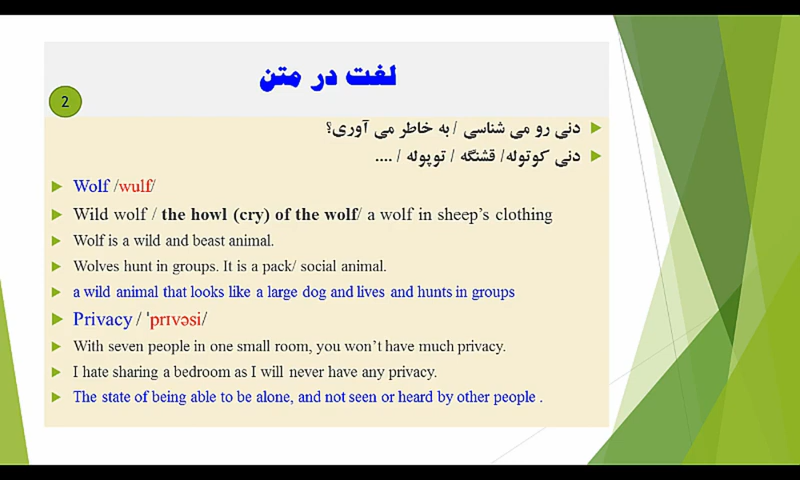 لغت در متن
2
دنی رو می شناسی / به خاطر می آوری؟
دنی کوتوله/ قشنگه / توپوله / ....
Wolf /wulf/
Wild wolf / the howl (cry) of the wolf/ a wolf in sheep's clothing
Wolf is a wild and beast animal.
Wolves hunt in groups. It is a pack/ social animal.
a wild animal that looks like a large dog and lives and hunts in groups
Privacy / ˈprɪvəsi/
With seven people in one small room, you won't have much privacy.
I hate sharing a bedroom as I will never have any privacy.
The state of being able to be alone, and not seen or heard by other people .